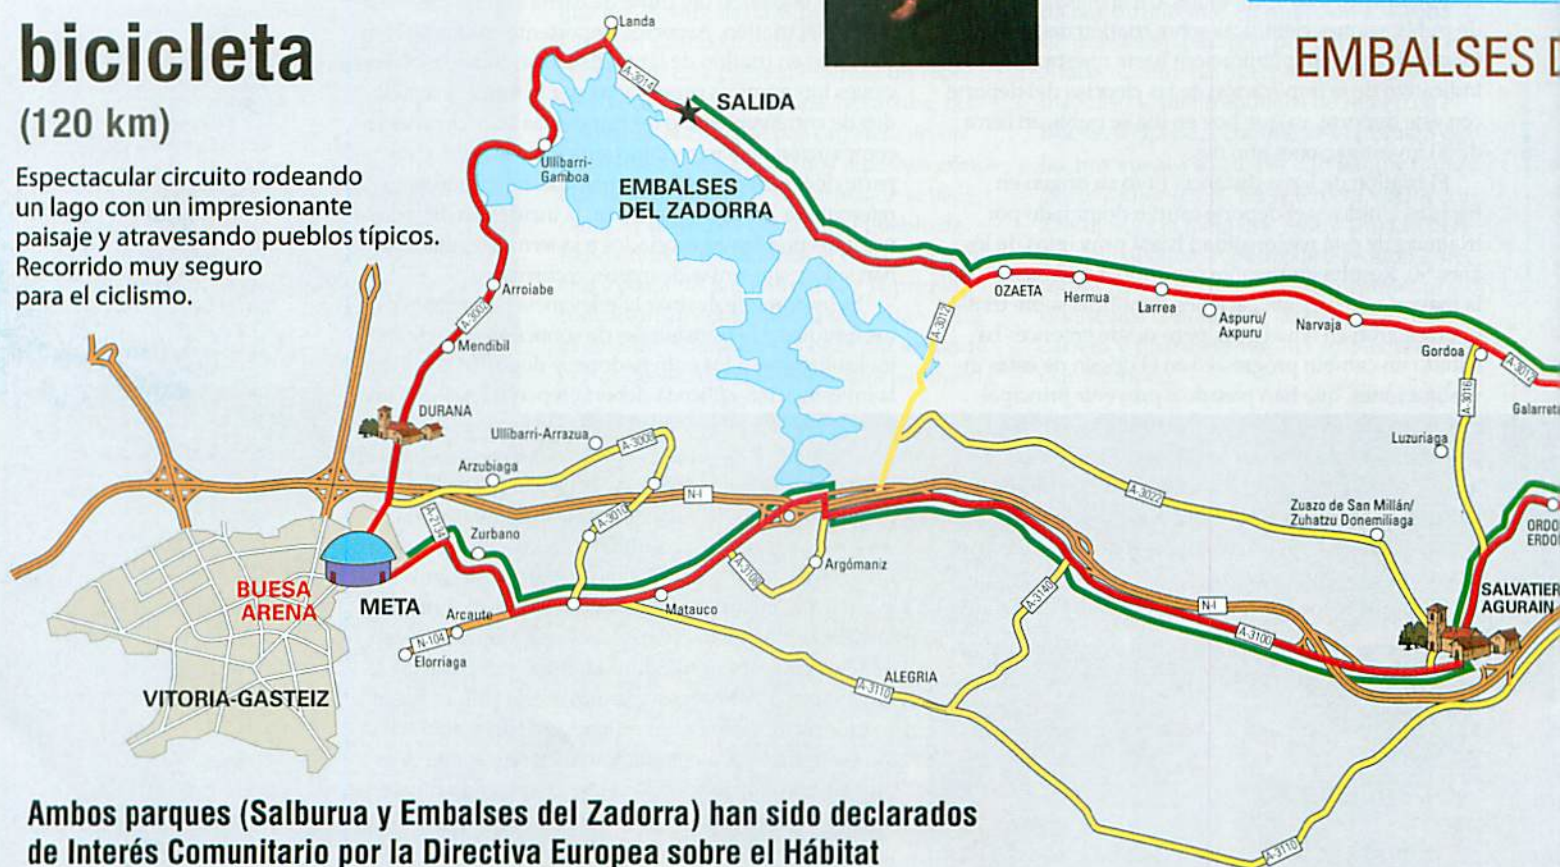 bicicleta
(120 km)
Espectacular circuito rodeando
un lago con un impresionante
paisaje y atravesando pueblos típicos.
Recorrido muy seguro
para el ciclismo.
EMBALSES D
Landa
A-3014
SALIDA
Ullíbarri-
Gamboa
EMBALSES
DEL ZADORRA
Arroiabe
A-3002
Mendibil
DURANA
A-3012
OZAETA
Hermua
Larrea
Aspuru/
Axpuru
Narvaja
Gordoa
A-3012
A-3016
Galarreta
Luzuriaga
Ullibarri-Arrazua
A-3008
Arzubiaga
N-I
A-3010
A-2134
Zurbano
A-3022
Zuazo de San Millán/
Zuhatzu Donemiliaga
ORDO
ERDO
A-3108
Argómaniz
BUESA
ARENA
META
Arcaute
N-104
Elorriaga
Matauco
A-3140
N-I
A-3100
SALVATIER
AGURAIN
VITORIA-GASTEIZ
ALEGRIA
A-3110
A-3110
Ambos parques (Salburua y Embalses del Zadorra) han sido declarados
de Interés Comunitario por la Directiva Europea sobre el Hábitat